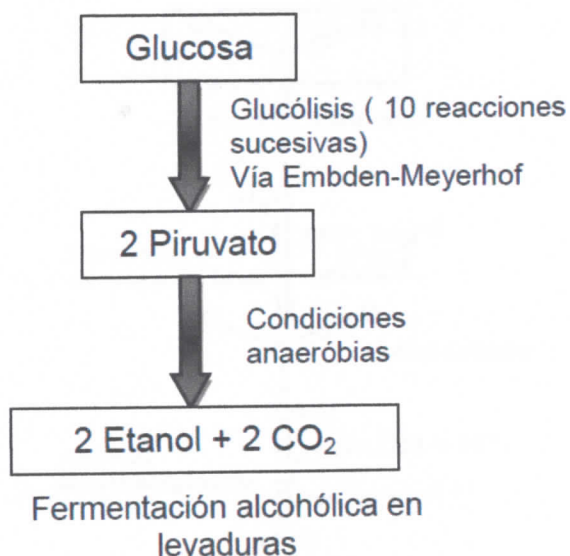 Glucosa
Glucólisis ( 10 reacciones
sucesivas)
Vía Embden-Meyerhof
2 Piruvato
Condiciones
anaeróbias
2 Etanol + 2 CO₂
Fermentación alcohólica en
levaduras